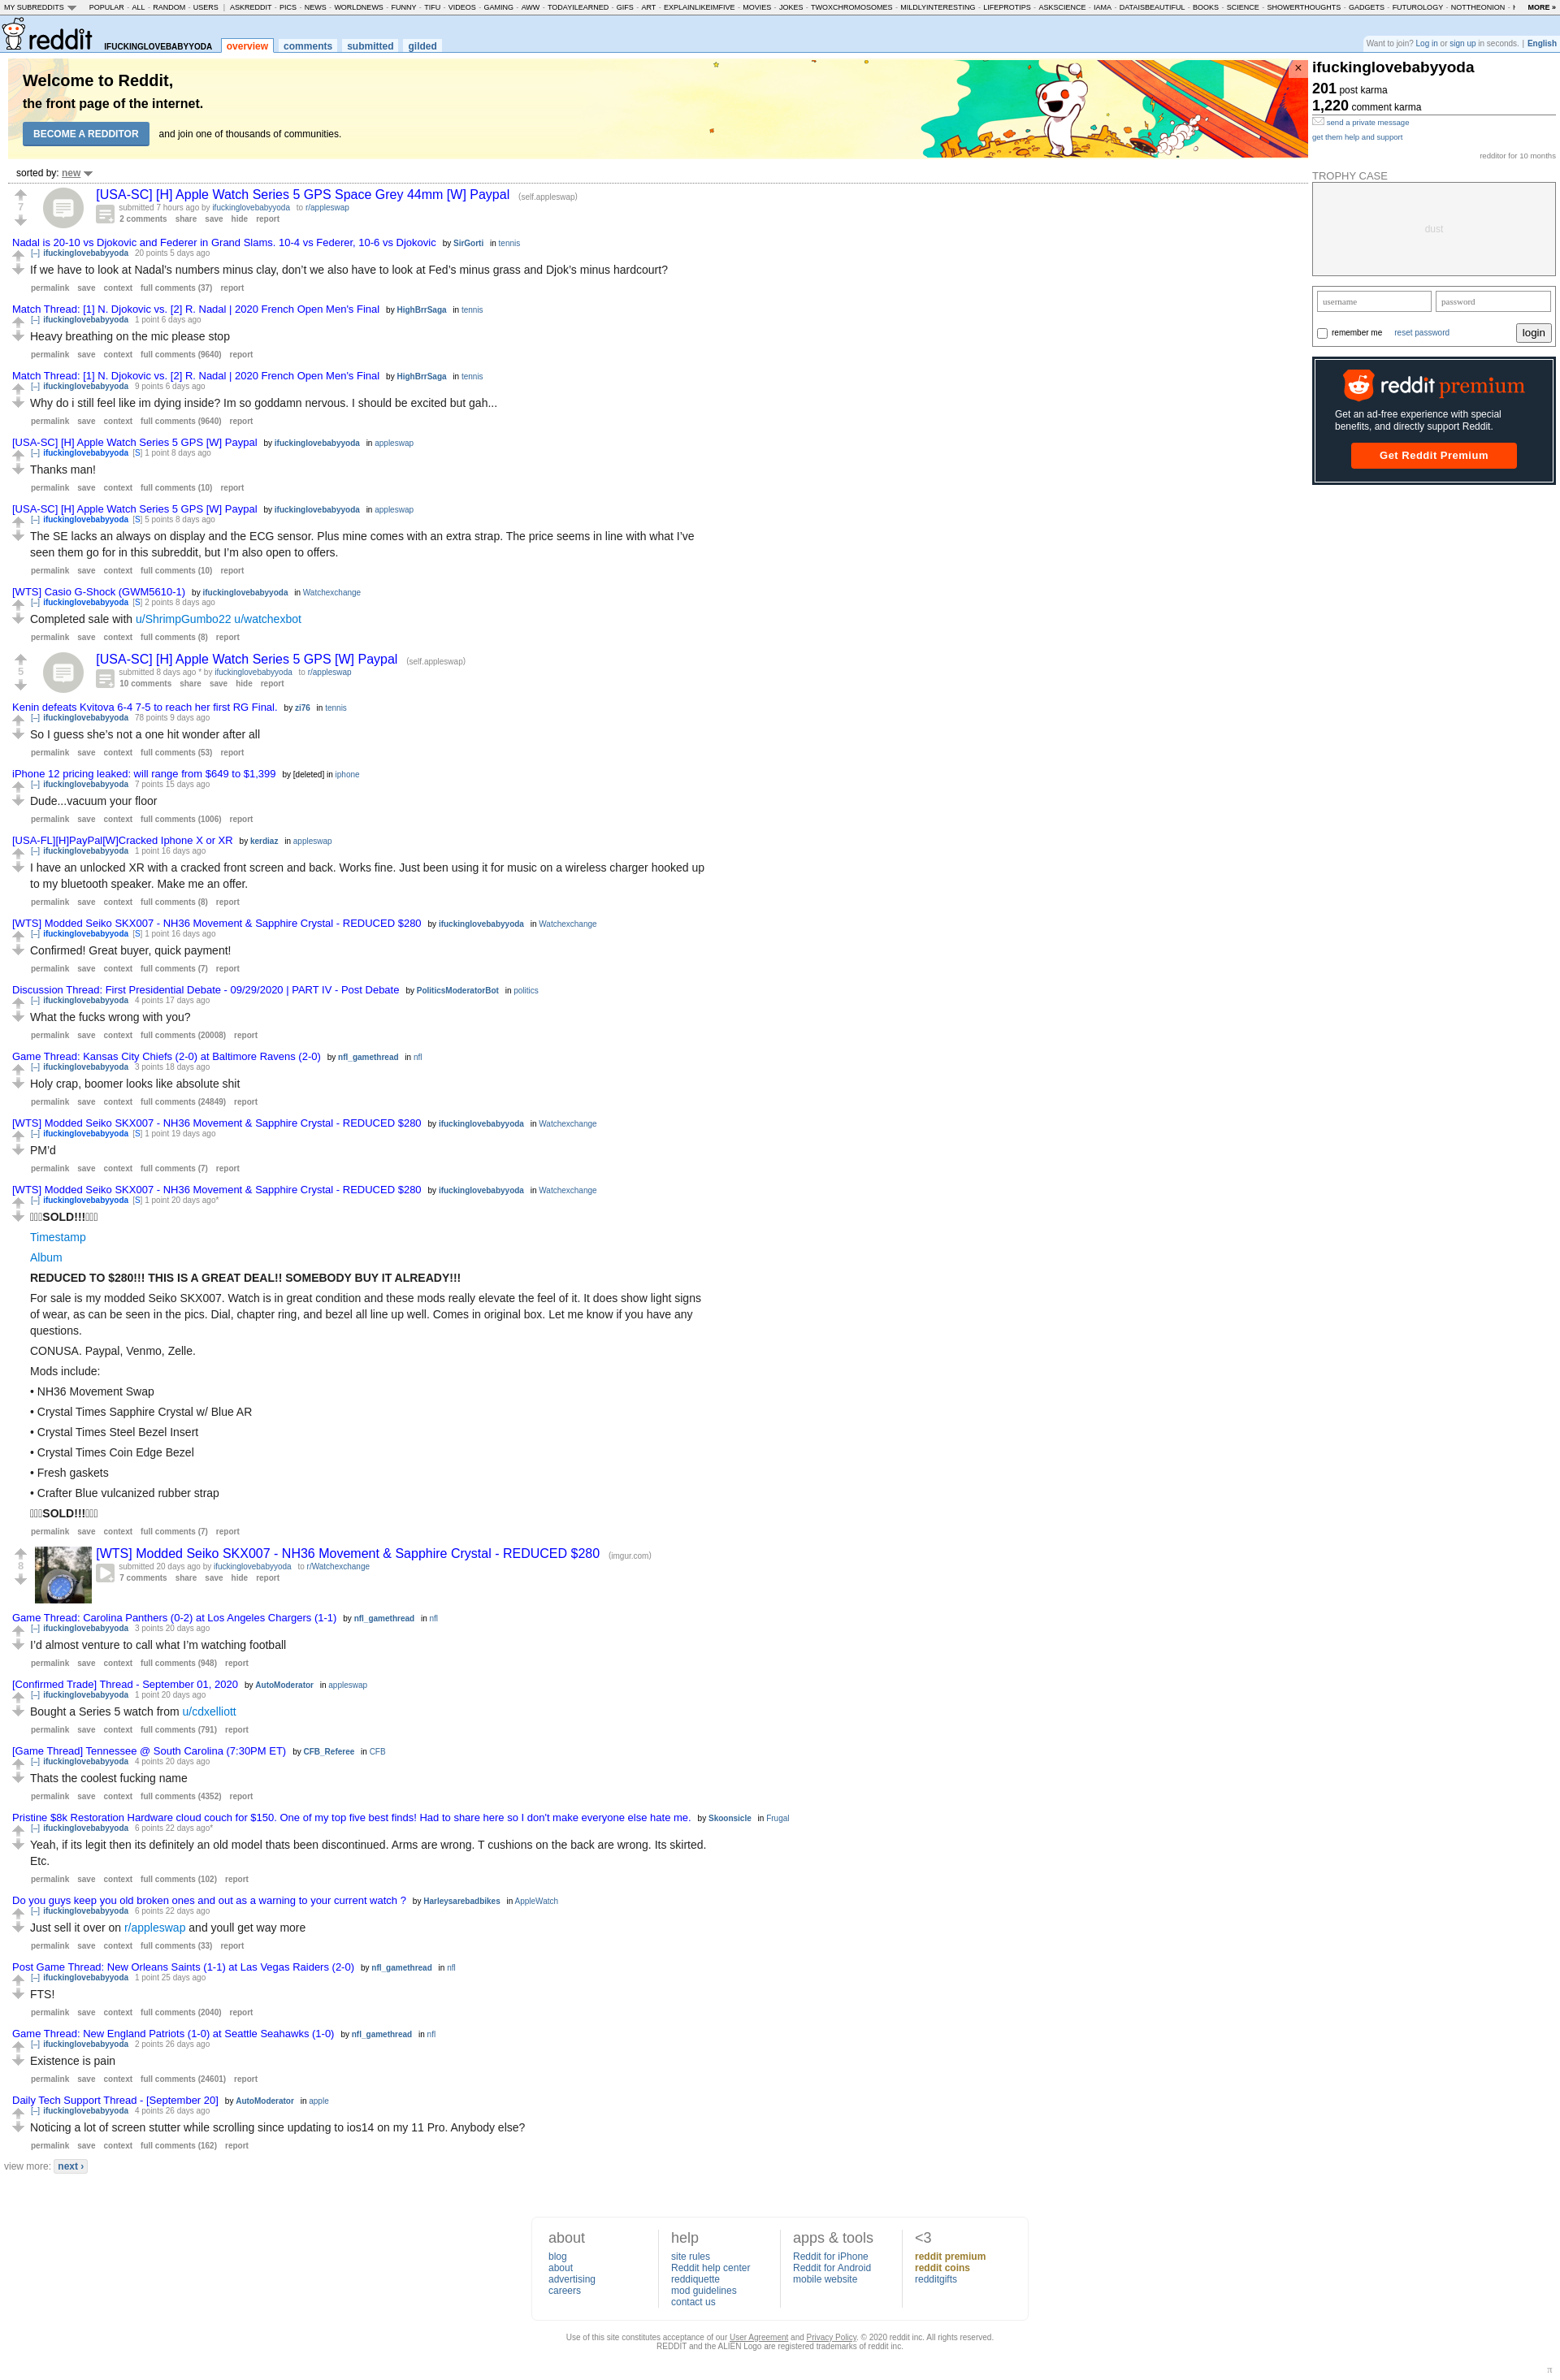 MY SUBREDDITS POPULAR - ALL - RANDOM - USERS | ASKREDDIT - PICS - NEWS - WORLDNEWS - FUNNY - TIFU - VIDEOS - GAMING - AWW - TODAYILEARNED - GIFS - ART - EXPLAINLIKEIMFIVE - MOVIES - JOKES - TWOXCHROMOSOMES - MILDLYINTERESTING - LIFEPROTIPS - ASKSCIENCE - IAMA - DATAISBEAUTIFUL - BOOKS - SCIENCE - SHOWERTHOUGHTS - GADGETS - FUTUROLOGY - NOTTHEONION - MORE »
reddit IFUCKINGLOVEBABYYODA overview comments submitted gilded
Want to join? Log in or sign up in seconds. | English
Welcome to Reddit,
the front page of the internet.
BECOME A REDDITOR and join one of thousands of communities.
×
sorted by: new
7
[USA-SC] [H] Apple Watch Series 5 GPS Space Grey 44mm [W] Paypal (self.appleswap)
submitted 7 hours ago by ifuckinglovebabyyoda to r/appleswap
2 comments share save hide report
Nadal is 20-10 vs Djokovic and Federer in Grand Slams. 10-4 vs Federer, 10-6 vs Djokovic by SirGorti in tennis
[–] ifuckinglovebabyyoda 20 points 5 days ago
If we have to look at Nadal’s numbers minus clay, don’t we also have to look at Fed’s minus grass and Djok’s minus hardcourt?
permalink save context full comments (37) report
Match Thread: [1] N. Djokovic vs. [2] R. Nadal | 2020 French Open Men's Final by HighBrrSaga in tennis
[–] ifuckinglovebabyyoda 1 point 6 days ago
Heavy breathing on the mic please stop
permalink save context full comments (9640) report
Match Thread: [1] N. Djokovic vs. [2] R. Nadal | 2020 French Open Men's Final by HighBrrSaga in tennis
[–] ifuckinglovebabyyoda 9 points 6 days ago
Why do i still feel like im dying inside? Im so goddamn nervous. I should be excited but gah...
permalink save context full comments (9640) report
[USA-SC] [H] Apple Watch Series 5 GPS [W] Paypal by ifuckinglovebabyyoda in appleswap
[–] ifuckinglovebabyyoda [S] 1 point 8 days ago
Thanks man!
permalink save context full comments (10) report
[USA-SC] [H] Apple Watch Series 5 GPS [W] Paypal by ifuckinglovebabyyoda in appleswap
[–] ifuckinglovebabyyoda [S] 5 points 8 days ago
The SE lacks an always on display and the ECG sensor. Plus mine comes with an extra strap. The price seems in line with what I’ve
seen them go for in this subreddit, but I’m also open to offers.
permalink save context full comments (10) report
[WTS] Casio G-Shock (GWM5610-1) by ifuckinglovebabyyoda in Watchexchange
[–] ifuckinglovebabyyoda [S] 2 points 8 days ago
Completed sale with u/ShrimpGumbo22 u/watchexbot
permalink save context full comments (8) report
5
[USA-SC] [H] Apple Watch Series 5 GPS [W] Paypal (self.appleswap)
submitted 8 days ago * by ifuckinglovebabyyoda to r/appleswap
10 comments share save hide report
Kenin defeats Kvitova 6-4 7-5 to reach her first RG Final. by zi76 in tennis
[–] ifuckinglovebabyyoda 78 points 9 days ago
So I guess she’s not a one hit wonder after all
permalink save context full comments (53) report
iPhone 12 pricing leaked: will range from $649 to $1,399 by [deleted] in iphone
[–] ifuckinglovebabyyoda 7 points 15 days ago
Dude...vacuum your floor
permalink save context full comments (1006) report
[USA-FL][H]PayPal[W]Cracked Iphone X or XR by kerdiaz in appleswap
[–] ifuckinglovebabyyoda 1 point 16 days ago
I have an unlocked XR with a cracked front screen and back. Works fine. Just been using it for music on a wireless charger hooked up
to my bluetooth speaker. Make me an offer.
permalink save context full comments (8) report
[WTS] Modded Seiko SKX007 - NH36 Movement & Sapphire Crystal - REDUCED $280 by ifuckinglovebabyyoda in Watchexchange
[–] ifuckinglovebabyyoda [S] 1 point 16 days ago
Confirmed! Great buyer, quick payment!
permalink save context full comments (7) report
Discussion Thread: First Presidential Debate - 09/29/2020 | PART IV - Post Debate by PoliticsModeratorBot in politics
[–] ifuckinglovebabyyoda 4 points 17 days ago
What the fucks wrong with you?
permalink save context full comments (20008) report
Game Thread: Kansas City Chiefs (2-0) at Baltimore Ravens (2-0) by nfl_gamethread in nfl
[–] ifuckinglovebabyyoda 3 points 18 days ago
Holy crap, boomer looks like absolute shit
permalink save context full comments (24849) report
[WTS] Modded Seiko SKX007 - NH36 Movement & Sapphire Crystal - REDUCED $280 by ifuckinglovebabyyoda in Watchexchange
[–] ifuckinglovebabyyoda [S] 1 point 19 days ago
PM’d
permalink save context full comments (7) report
[WTS] Modded Seiko SKX007 - NH36 Movement & Sapphire Crystal - REDUCED $280 by ifuckinglovebabyyoda in Watchexchange
[–] ifuckinglovebabyyoda [S] 1 point 20 days ago*
SOLD!!!
Timestamp
Album
REDUCED TO $280!!! THIS IS A GREAT DEAL!! SOMEBODY BUY IT ALREADY!!!
For sale is my modded Seiko SKX007. Watch is in great condition and these mods really elevate the feel of it. It does show light signs
of wear, as can be seen in the pics. Dial, chapter ring, and bezel all line up well. Comes in original box. Let me know if you have any
questions.
CONUSA. Paypal, Venmo, Zelle.
Mods include:
• NH36 Movement Swap
• Crystal Times Sapphire Crystal w/ Blue AR
• Crystal Times Steel Bezel Insert
• Crystal Times Coin Edge Bezel
• Fresh gaskets
• Crafter Blue vulcanized rubber strap
SOLD!!!
permalink save context full comments (7) report
8
[WTS] Modded Seiko SKX007 - NH36 Movement & Sapphire Crystal - REDUCED $280 (imgur.com)
submitted 20 days ago by ifuckinglovebabyyoda to r/Watchexchange
7 comments share save hide report
Game Thread: Carolina Panthers (0-2) at Los Angeles Chargers (1-1) by nfl_gamethread in nfl
[–] ifuckinglovebabyyoda 3 points 20 days ago
I’d almost venture to call what I’m watching football
permalink save context full comments (948) report
[Confirmed Trade] Thread - September 01, 2020 by AutoModerator in appleswap
[–] ifuckinglovebabyyoda 1 point 20 days ago
Bought a Series 5 watch from u/cdxelliott
permalink save context full comments (791) report
[Game Thread] Tennessee @ South Carolina (7:30PM ET) by CFB_Referee in CFB
[–] ifuckinglovebabyyoda 4 points 20 days ago
Thats the coolest fucking name
permalink save context full comments (4352) report
Pristine $8k Restoration Hardware cloud couch for $150. One of my top five best finds! Had to share here so I don't make everyone else hate me. by Skoonsicle in Frugal
[–] ifuckinglovebabyyoda 6 points 22 days ago*
Yeah, if its legit then its definitely an old model thats been discontinued. Arms are wrong. T cushions on the back are wrong. Its skirted.
Etc.
permalink save context full comments (102) report
Do you guys keep you old broken ones and out as a warning to your current watch ? by Harleysarebadbikes in AppleWatch
[–] ifuckinglovebabyyoda 6 points 22 days ago
Just sell it over on r/appleswap and youll get way more
permalink save context full comments (33) report
Post Game Thread: New Orleans Saints (1-1) at Las Vegas Raiders (2-0) by nfl_gamethread in nfl
[–] ifuckinglovebabyyoda 1 point 25 days ago
FTS!
permalink save context full comments (2040) report
Game Thread: New England Patriots (1-0) at Seattle Seahawks (1-0) by nfl_gamethread in nfl
[–] ifuckinglovebabyyoda 2 points 26 days ago
Existence is pain
permalink save context full comments (24601) report
Daily Tech Support Thread - [September 20] by AutoModerator in apple
[–] ifuckinglovebabyyoda 4 points 26 days ago
Noticing a lot of screen stutter while scrolling since updating to ios14 on my 11 Pro. Anybody else?
permalink save context full comments (162) report
view more: next ›
ifuckinglovebabyyoda
201 post karma
1,220 comment karma
send a private message
get them help and support
redditor for 10 months
TROPHY CASE
dust
username password
remember me reset password login
reddit premium
Get an ad-free experience with special
benefits, and directly support Reddit.
Get Reddit Premium
about
blog
about
advertising
careers
help
site rules
Reddit help center
reddiquette
mod guidelines
contact us
apps & tools
Reddit for iPhone
Reddit for Android
mobile website
<3
reddit premium
reddit coins
redditgifts
Use of this site constitutes acceptance of our User Agreement and Privacy Policy. © 2020 reddit inc. All rights reserved.
REDDIT and the ALIEN Logo are registered trademarks of reddit inc.
π